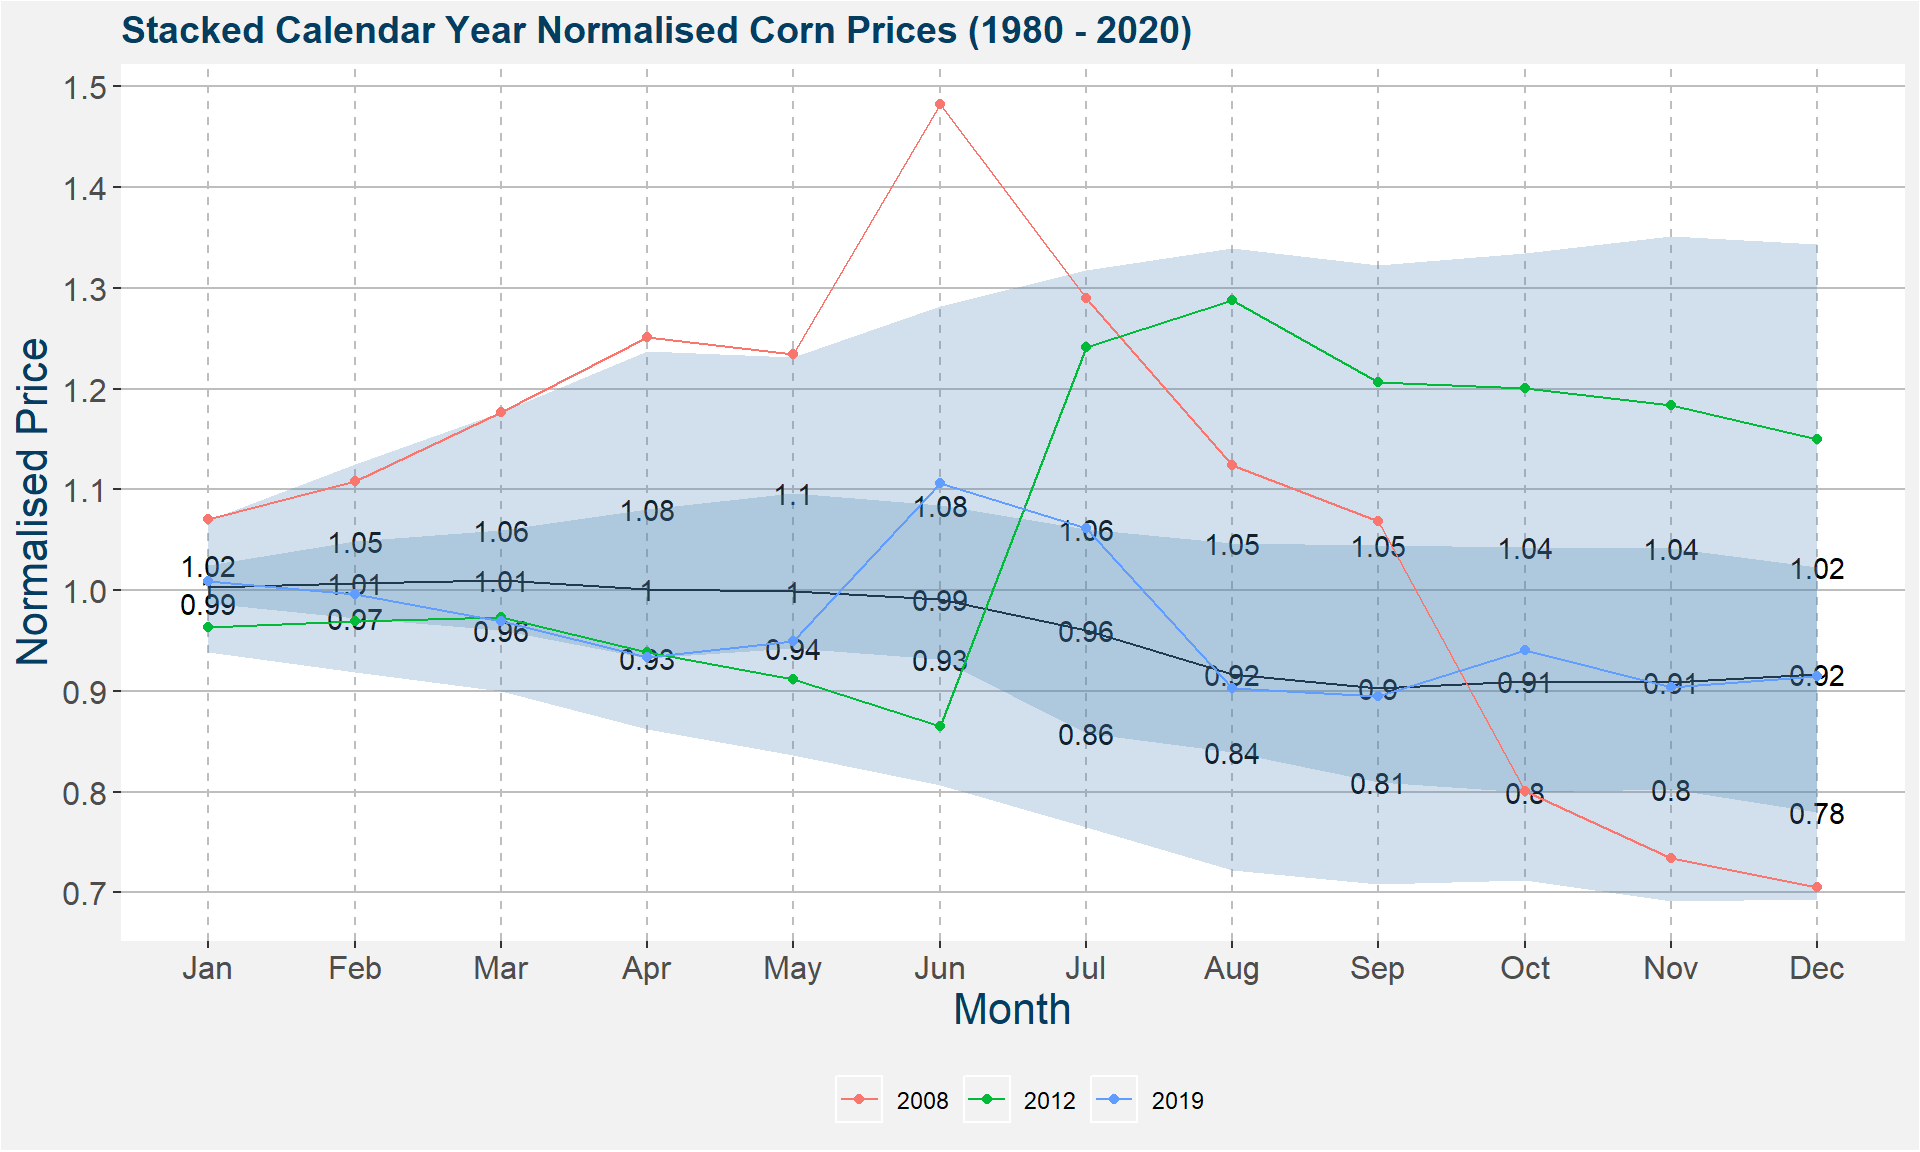 Stacked Calendar Year Normalised Corn Prices (1980 - 2020)
Normalised Price
1.5
1.4
1.3
1.2
1.1
1.0
0.9
0.8
0.7
1.02 1.05 1.06 1.08 1.1 1.08 1.06 1.05 1.05 1.04 1.04 1.02
1.01 1.01 1 1 0.99 0.96 0.92 0.9 0.91 0.91 0.92
0.99 0.97 0.96 0.93 0.94 0.93 0.86 0.84 0.81 0.8 0.8 0.78
Jan Feb Mar Apr May Jun Jul Aug Sep Oct Nov Dec
Month
2008 2012 2019